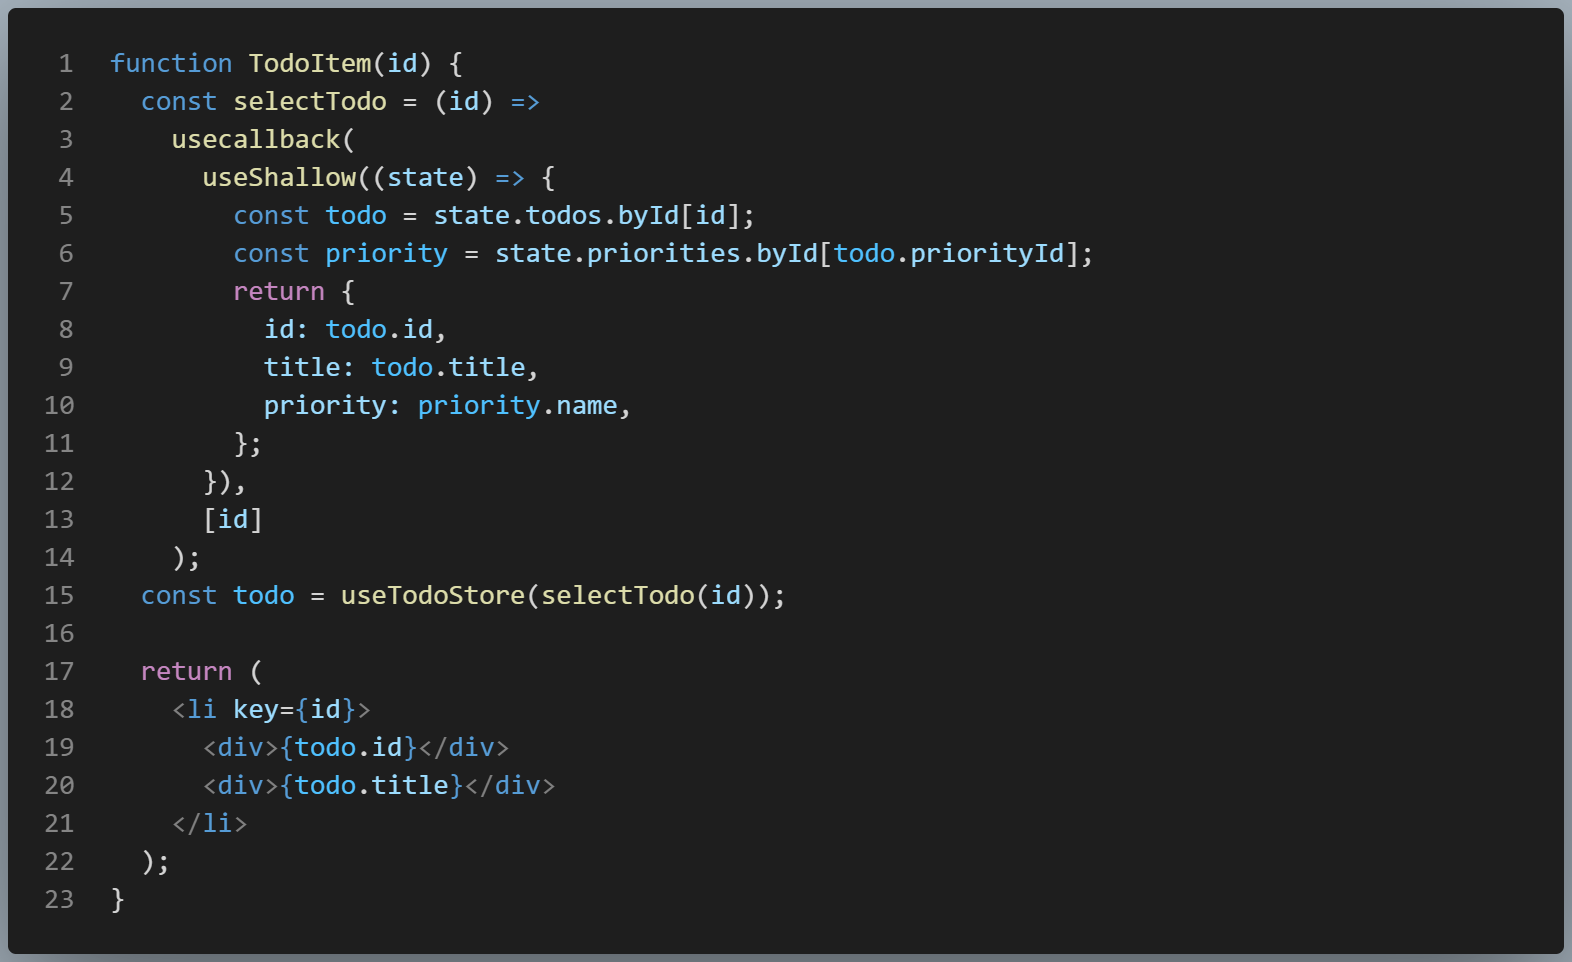 1 function TodoItem(id) {
2   const selectTodo = (id) =>
3     usecallback(
4       useShallow((state) => {
5         const todo = state.todos.byId[id];
6         const priority = state.priorities.byId[todo.priorityId];
7         return {
8           id: todo.id,
9           title: todo.title,
10           priority: priority.name,
11         };
12       }),
13       [id]
14     );
15   const todo = useTodoStore(selectTodo(id));
16
17   return (
18     <li key={id}>
19       <div>{todo.id}</div>
20       <div>{todo.title}</div>
21     </li>
22   );
23 }